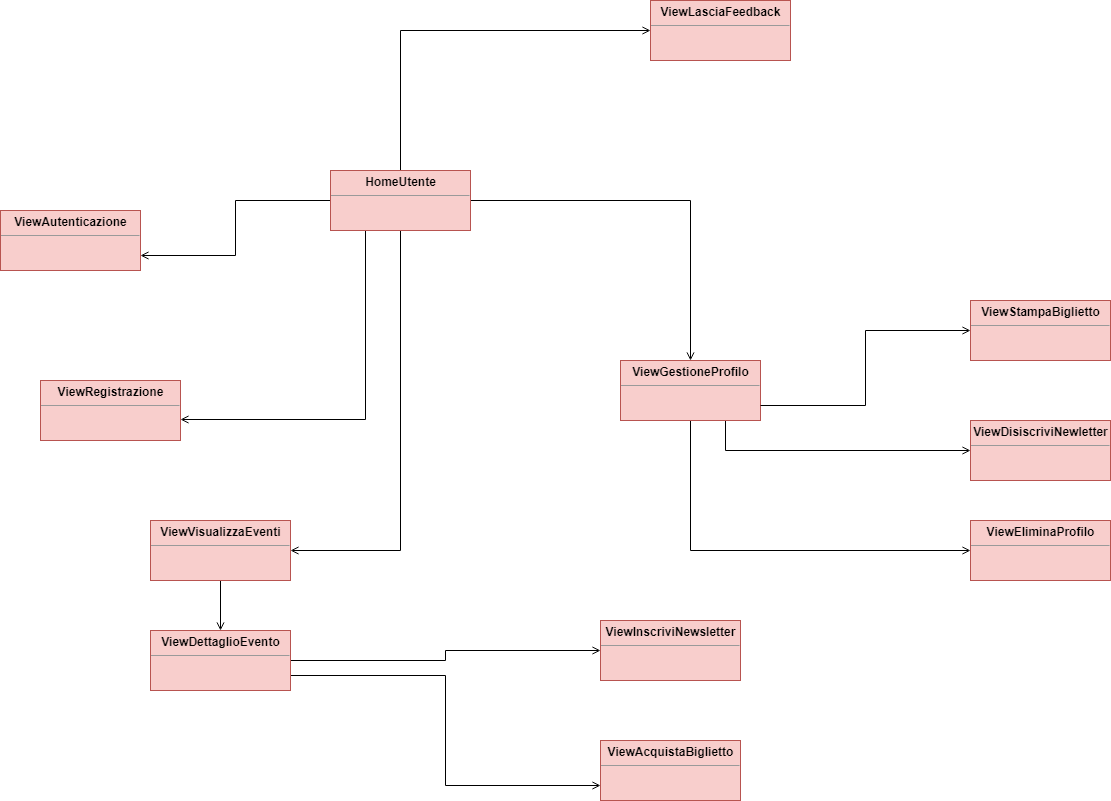 ViewLasciaFeedback
HomeUtente
ViewAutenticazione
ViewStampaBiglietto
ViewGestioneProfilo
ViewRegistrazione
ViewDisiscriviNewletter
ViewVisualizzaEventi
ViewEliminaProfilo
ViewDettaglioEvento
ViewInscriviNewsletter
ViewAcquistaBiglietto